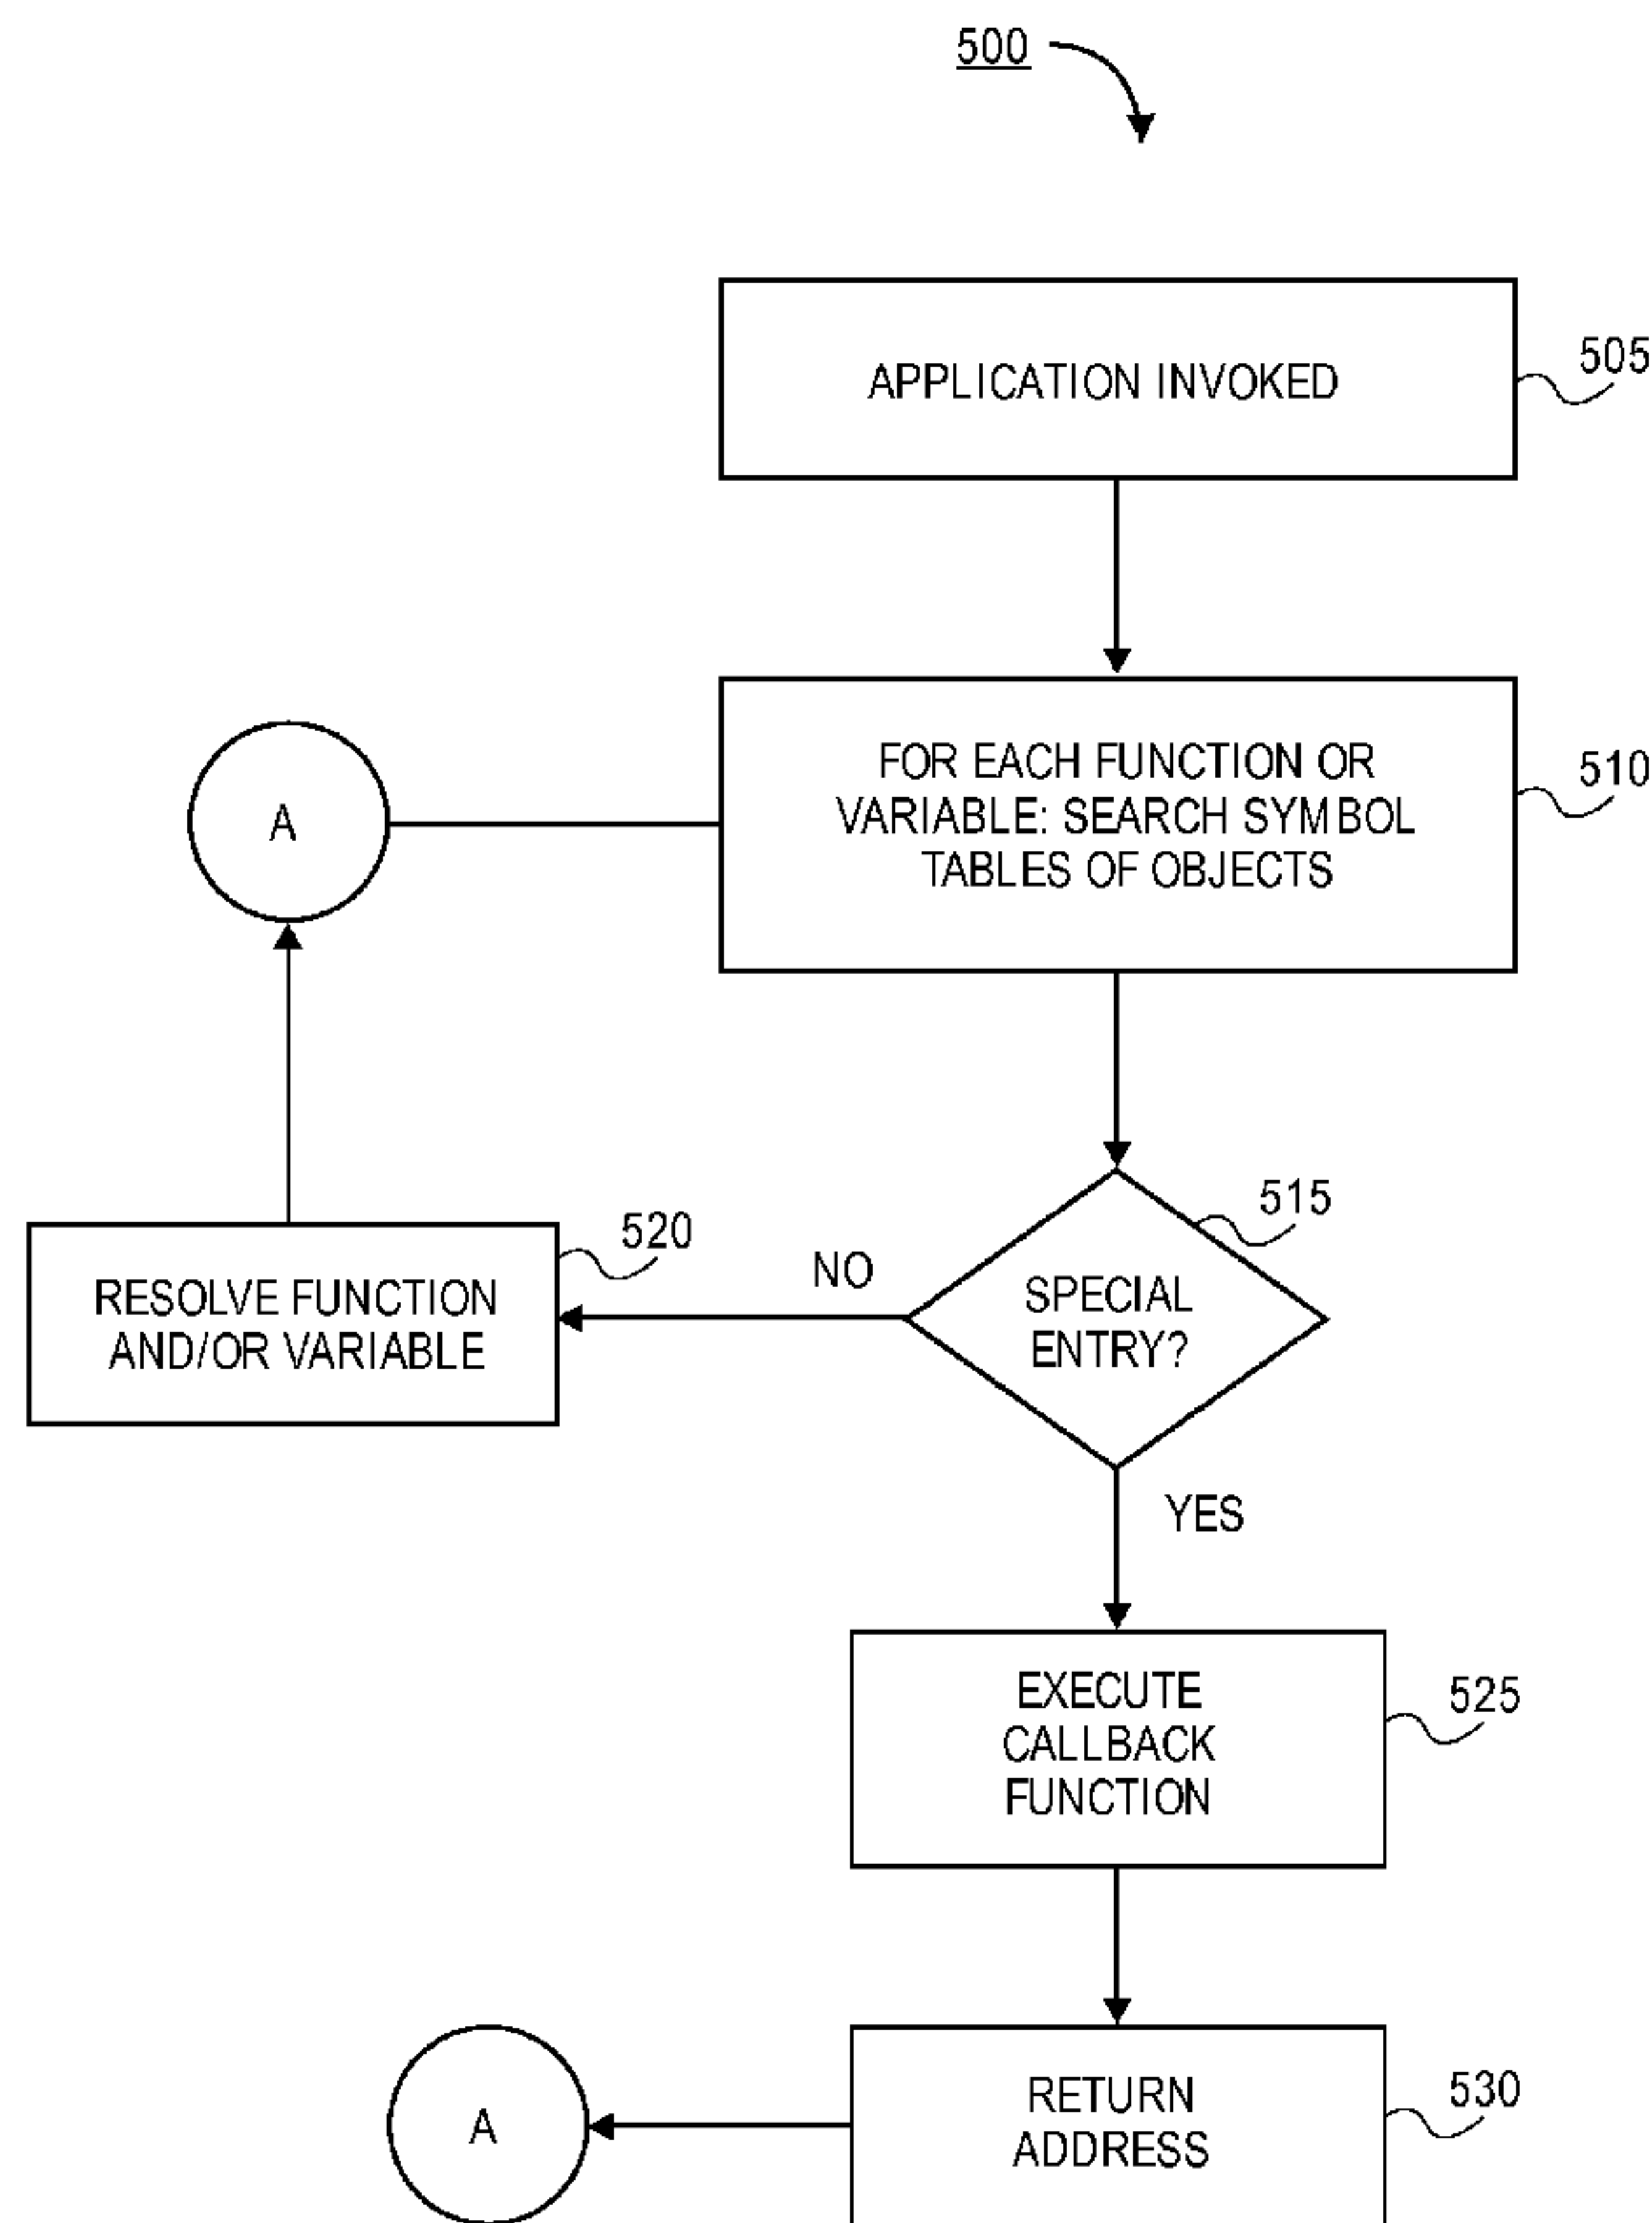 500
APPLICATION INVOKED
505
FOR EACH FUNCTION OR
VARIABLE: SEARCH SYMBOL
TABLES OF OBJECTS
510
A
515
SPECIAL
ENTRY?
NO
520
RESOLVE FUNCTION
AND/OR VARIABLE
YES
EXECUTE
CALLBACK
FUNCTION
525
RETURN
ADDRESS
530
A